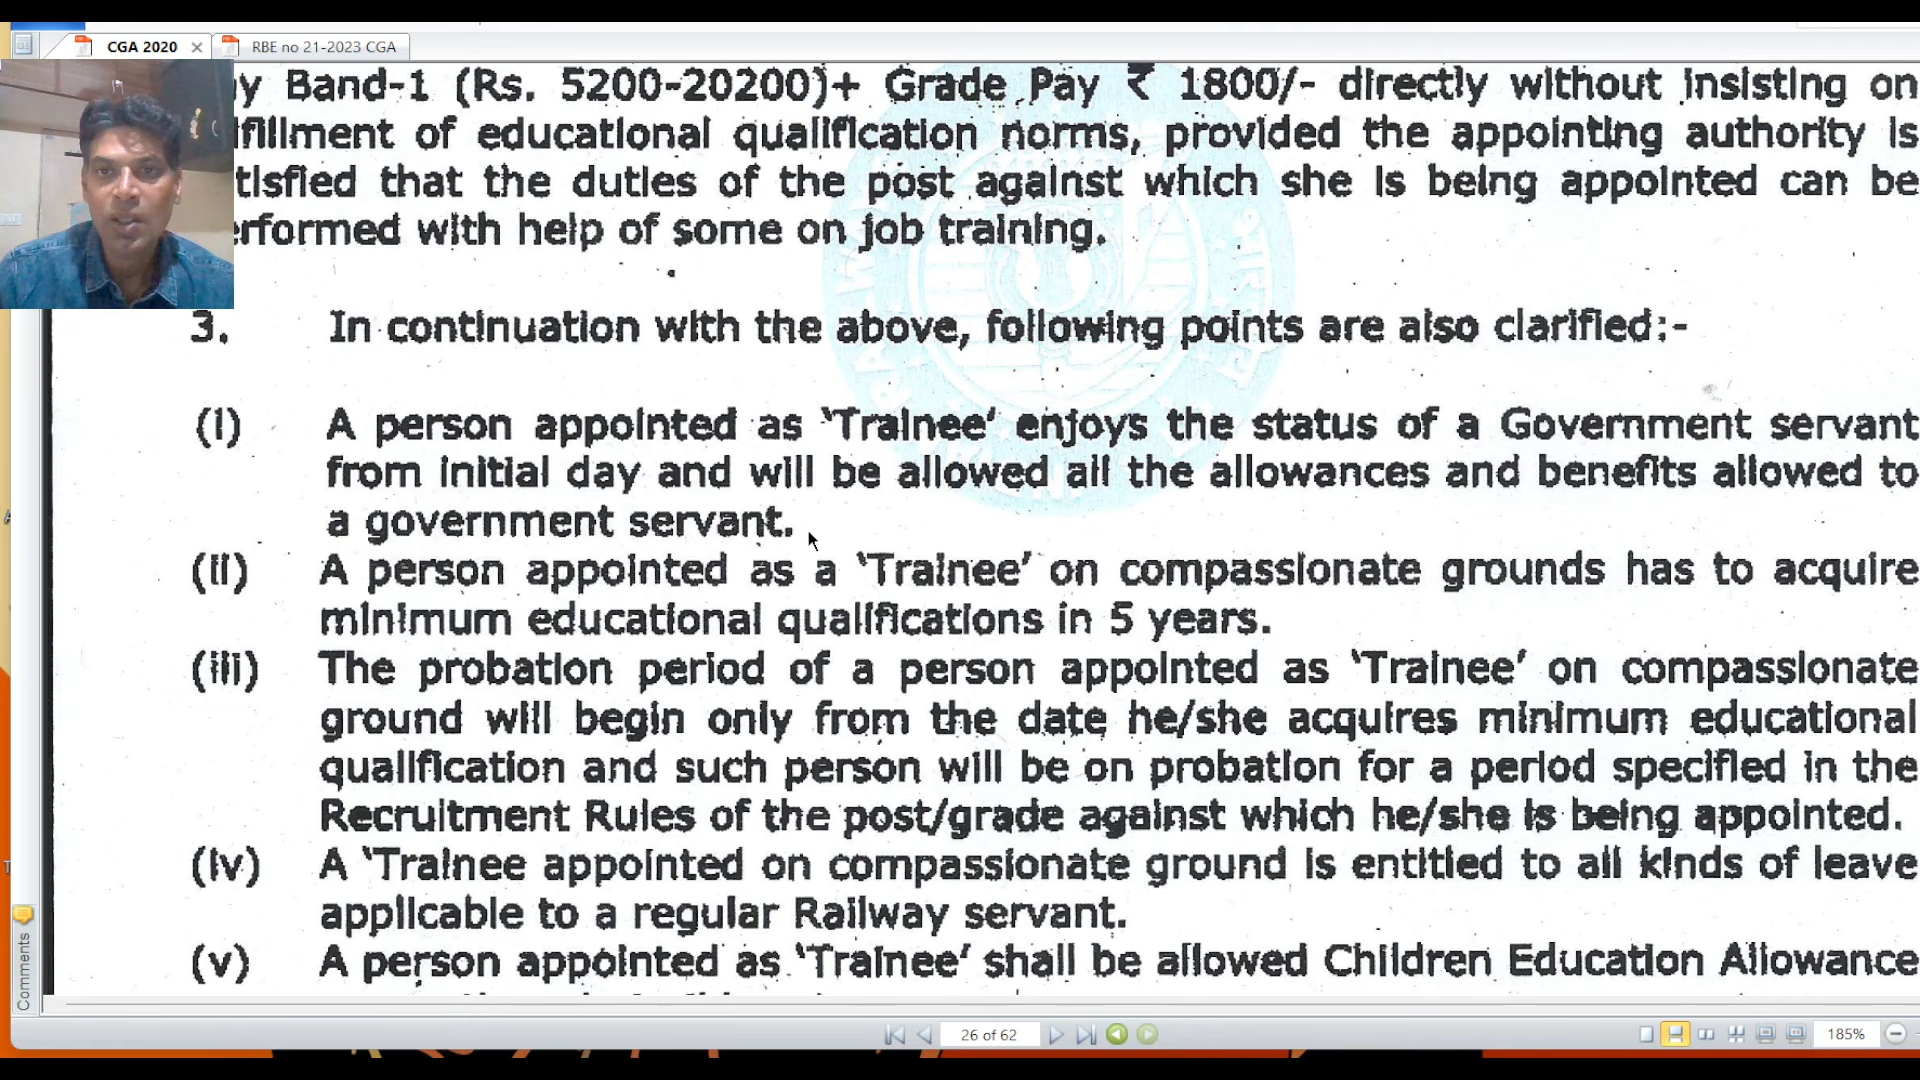 CGA 2020
RBE no 21-2023 CGA
y Band-1 (Rs. 5200-20200)+ Grade Pay ₹ 1800/- directly without insisting on
fillment of educational qualification norms, provided the appointing authority is
tisfied that the duties of the post against which she is being appointed can be
erformed with help of some on job training.
3. In continuation with the above, following points are also clarified:-
(i) A person appointed as 'Trainee' enjoys the status of a Government servant
from initial day and will be allowed all the allowances and benefits allowed to
a government servant.
(ii) A person appointed as a 'Trainee' on compassionate grounds has to acquire
minimum educational qualifications in 5 years.
(iii) The probation period of a person appointed as 'Trainee' on compassionate
ground will begin only from the date he/she acquires minimum educational
qualification and such person will be on probation for a period specified in the
Recruitment Rules of the post/grade against which he/she is being appointed.
(iv) A 'Trainee appointed on compassionate ground is entitled to all kinds of leave
applicable to a regular Railway servant.
(v) A person appointed as 'Trainee' shall be allowed Children Education Allowance
Comments
26 of 62
185%